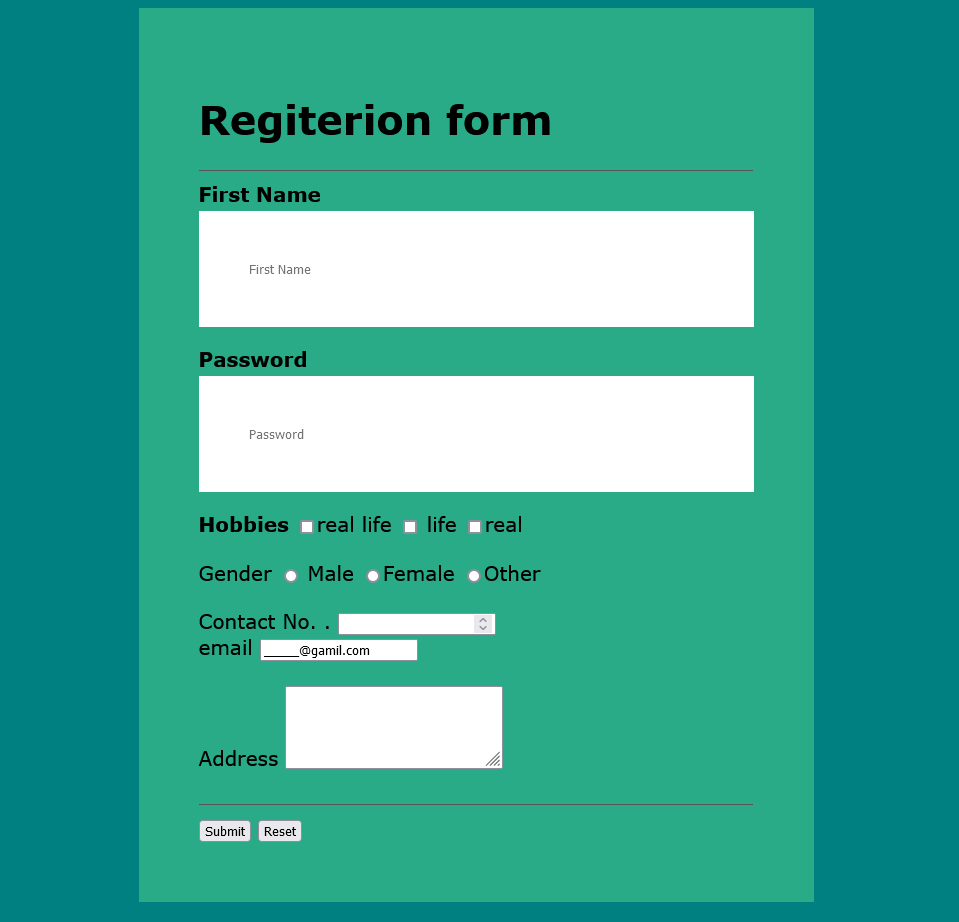 Regiterion form
First Name
First Name
Password
Password
Hobbies real life life real
Gender Male Female Other
Contact No. .
email _____@gamil.com
Address
Submit Reset